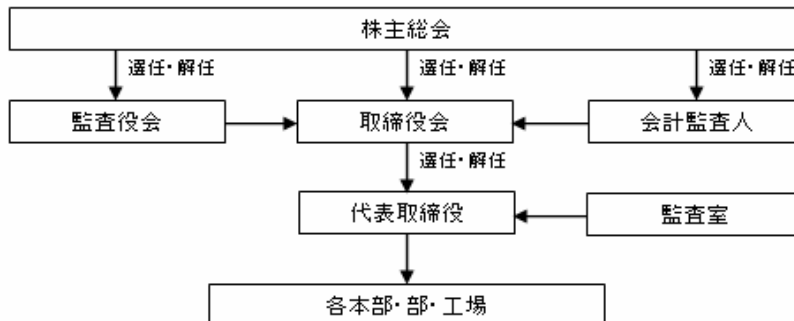 株主総会
選任・解任
選任・解任
選任・解任
監査役会
取締役会
会計監査人
選任・解任
代表取締役
監査室
各本部・部・工場